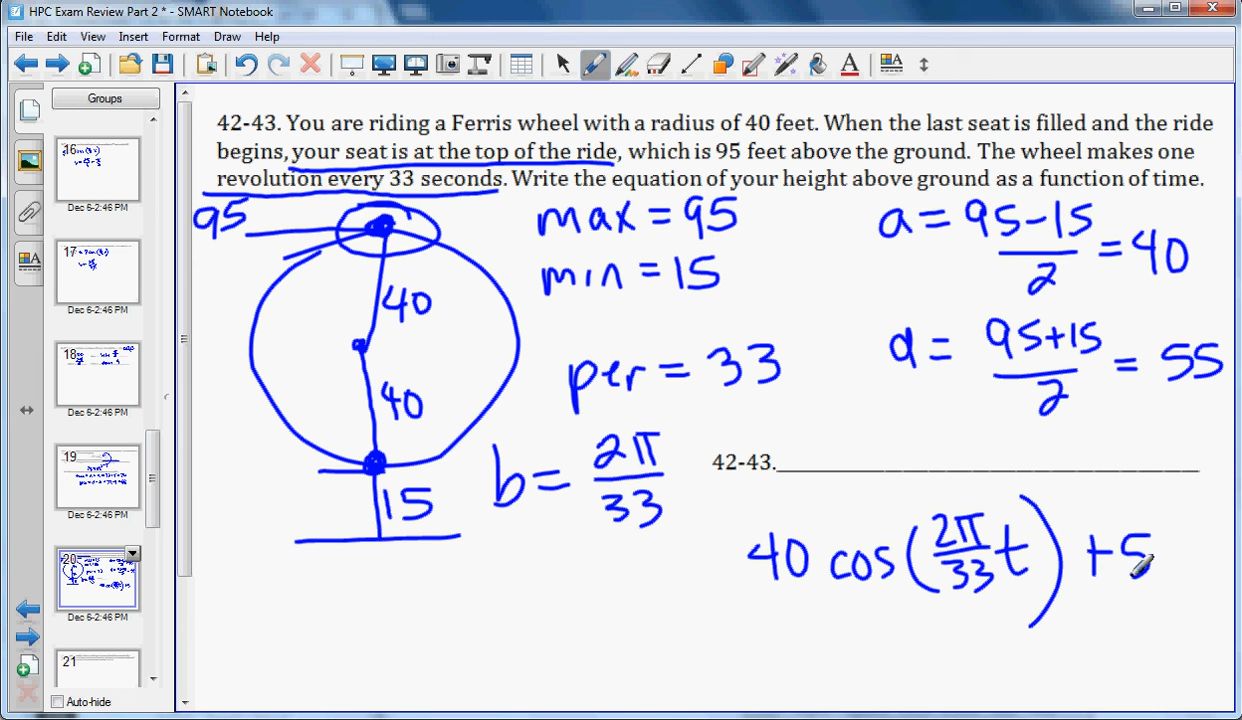 HPC Exam Review Part 2 * - SMART Notebook
File Edit View Insert Format Draw Help
Groups
16
Dec 6-2:46 PM
17
Dec 6-2:46 PM
18
Dec 6-2:46 PM
19
Dec 6-2:46 PM
20
Dec 6-2:46 PM
21
Auto-hide
42-43. You are riding a Ferris wheel with a radius of 40 feet. When the last seat is filled and the ride
begins, your seat is at the top of the ride, which is 95 feet above the ground. The wheel makes one
revolution every 33 seconds. Write the equation of your height above ground as a function of time.
95
40
40
15
max = 95
min = 15
per = 33
b = 2π/33
a = 95-15/2 = 40
d = 95+15/2 = 55
42-43.
40 cos(2π/33 t) + 5